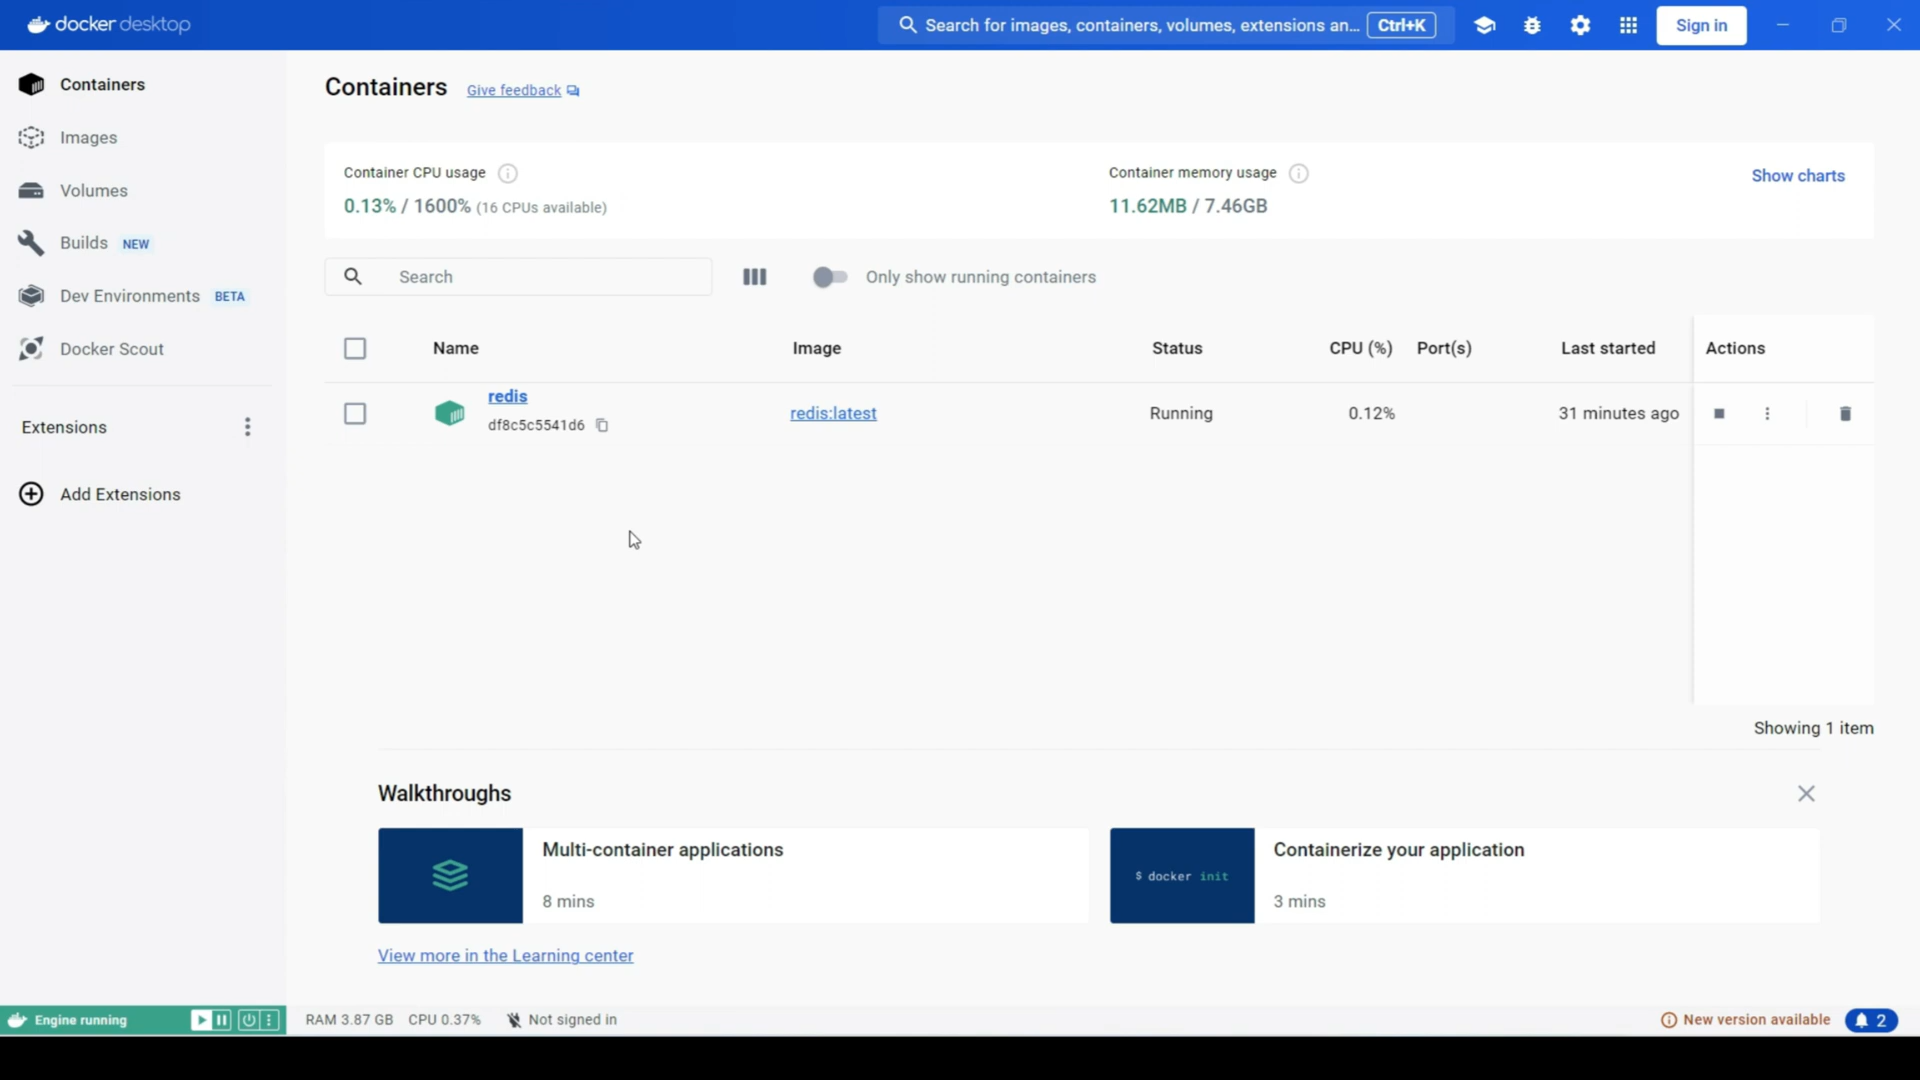 docker desktop
Search for images, containers, volumes, extensions an... Ctrl+K
Sign in
Containers
Images
Volumes
Builds NEW
Dev Environments BETA
Docker Scout
Extensions
Add Extensions
Containers Give feedback
Container CPU usage
0.13% / 1600% (16 CPUs available)
Container memory usage
11.62MB / 7.46GB
Show charts
Search
Only show running containers
Name Image Status CPU (%) Port(s) Last started Actions
redis
df8c5c5541d6
redis:latest Running 0.12% 31 minutes ago
Showing 1 item
Walkthroughs
Multi-container applications
8 mins
$ docker init
Containerize your application
3 mins
View more in the Learning center
Engine running
RAM 3.87 GB CPU 0.37% Not signed in
New version available 2